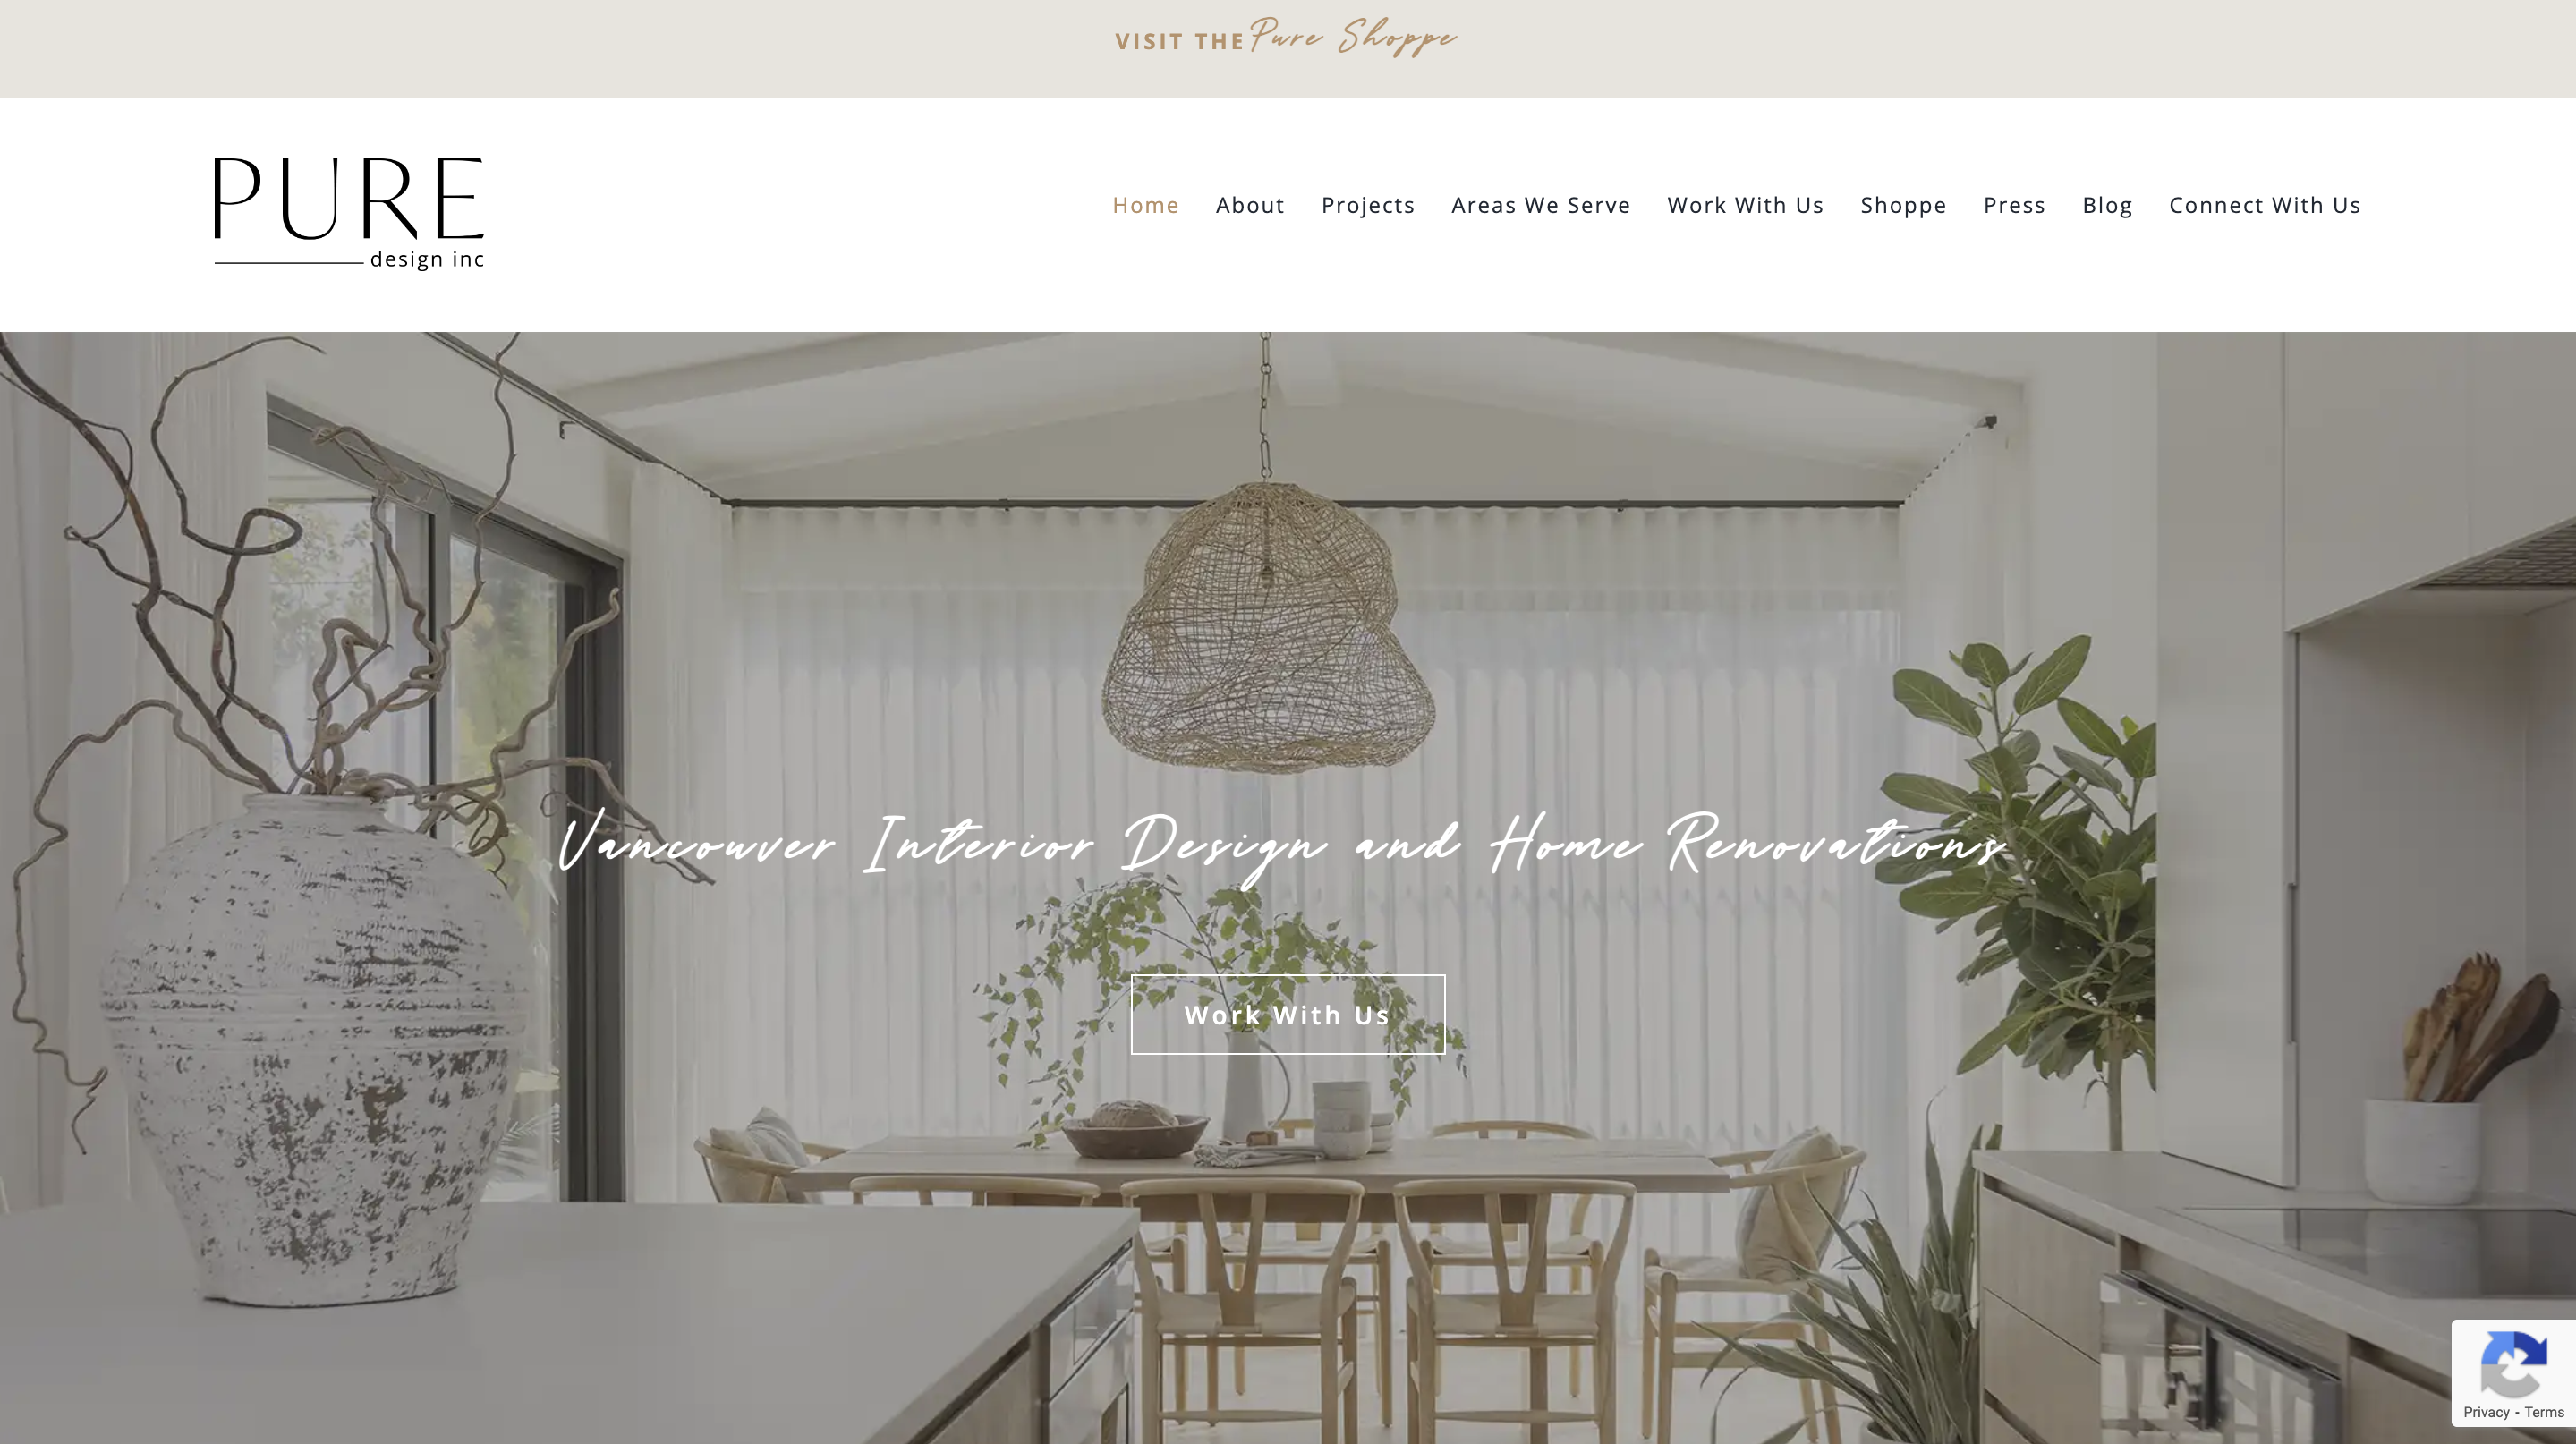 VISIT THE Pure Shoppe
PURE
design inc
Home About Projects Areas We Serve Work With Us Shoppe Press Blog Connect With Us
Vancouver Interior Design and Home Renovations
Work With Us
Privacy - Terms